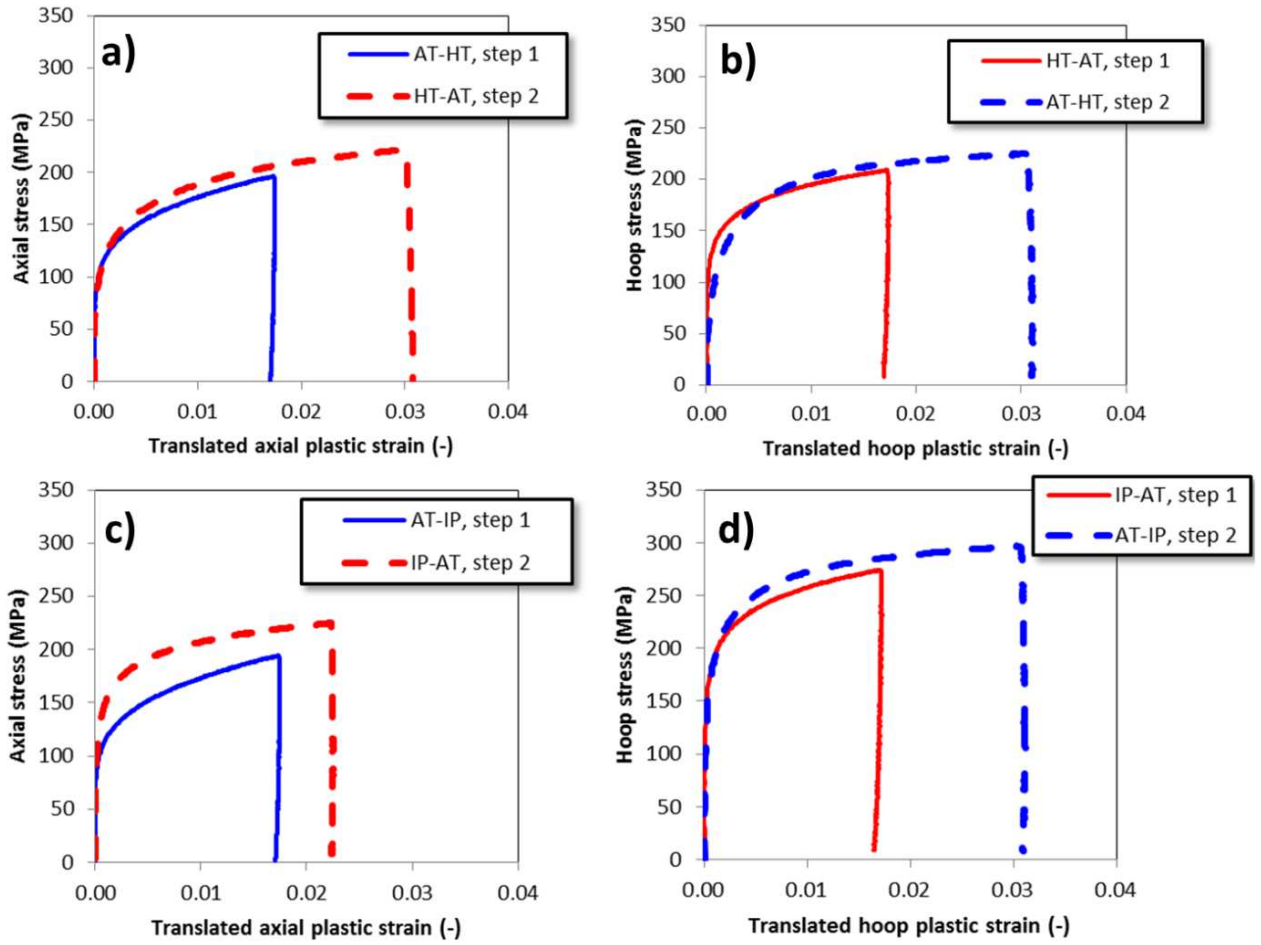 a)
AT-HT, step 1
HT-AT, step 2
Axial stress (MPa)
350
300
250
200
150
100
50
0
0.00 0.01 0.02 0.03 0.04
Translated axial plastic strain (-)
b)
HT-AT, step 1
AT-HT, step 2
Hoop stress (MPa)
350
300
250
200
150
100
50
0
0.00 0.01 0.02 0.03 0.04
Translated hoop plastic strain (-)
c)
AT-IP, step 1
IP-AT, step 2
Axial stress (MPa)
350
300
250
200
150
100
50
0
0.00 0.01 0.02 0.03 0.04
Translated axial plastic strain (-)
d)
IP-AT, step 1
AT-IP, step 2
Hoop stress (MPa)
350
300
250
200
150
100
50
0
0.00 0.01 0.02 0.03 0.04
Translated hoop plastic strain (-)